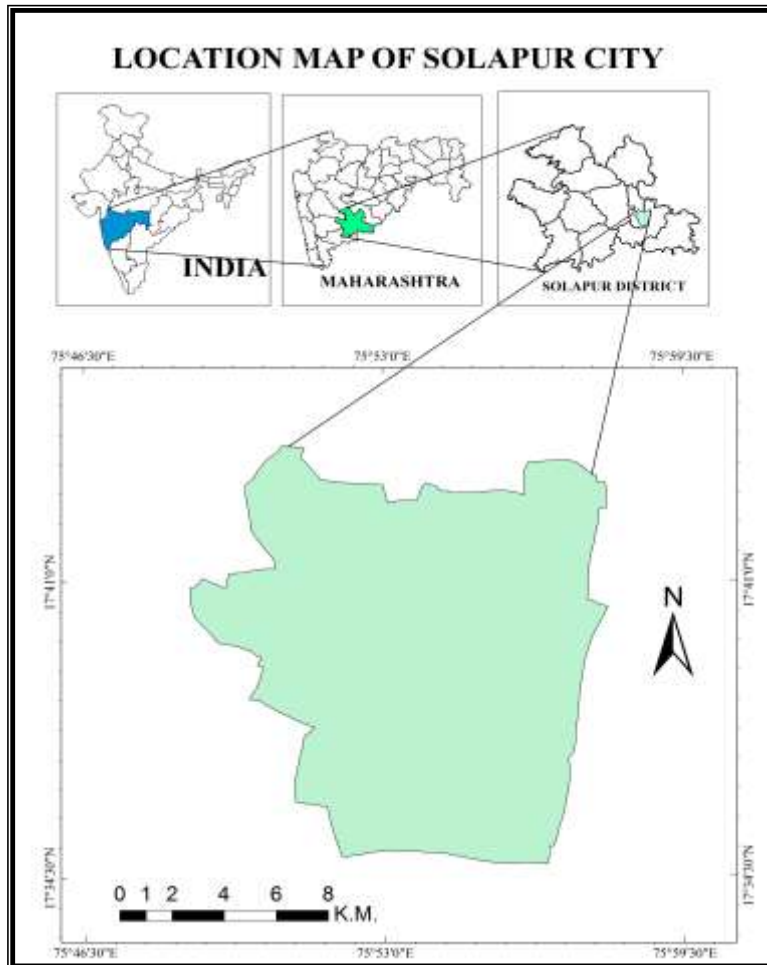 LOCATION MAP OF SOLAPUR CITY
INDIA
MAHARASHTRA
SOLAPUR DISTRICT
75°46'30"E
75°53'0"E
75°59'30"E
17°41'0"N
17°41'0"N
N
17°34'30"N
17°34'30"N
0 1 2 4 6 8
K.M.
75°46'30"E
75°53'0"E
75°59'30"E